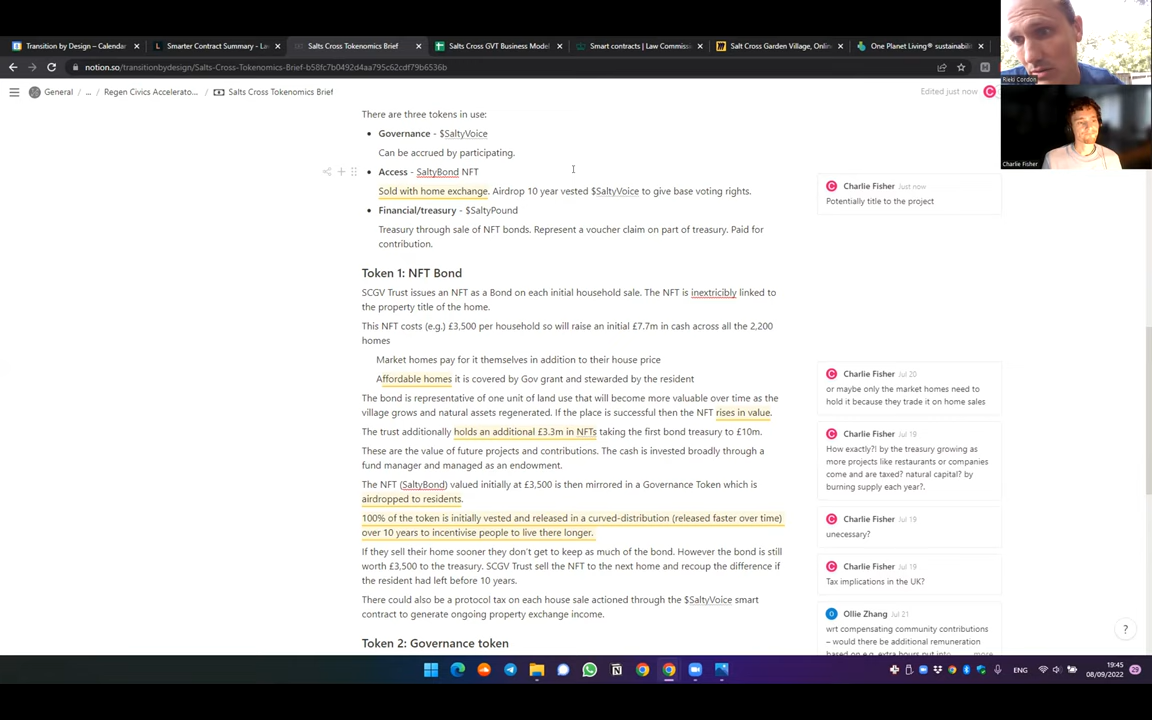 Transition by Design – Calendar
Smarter Contract Summary - Lin
Salts Cross Tokenomics Brief
Salts Cross GVT Business Model
Smart contracts | Law Commiss
Salt Cross Garden Village, Onlin
One Planet Living® sustainabili
notion.so/transitionbydesign/Salts-Cross-Tokenomics-Brief-b58fc7b0492d4aa795c62cdf79b6536b
General / ... / Regen Civics Accelerato... / Salts Cross Tokenomics Brief
Edited just now
Rieki Cordon
Charlie Fisher
There are three tokens in use:
Governance - $SaltyVoice
Can be accrued by participating.
Access - SaltyBond NFT
Sold with home exchange. Airdrop 10 year vested $SaltyVoice to give base voting rights.
Financial/treasury - $SaltyPound
Treasury through sale of NFT bonds. Represent a voucher claim on part of treasury. Paid for
contribution.
Token 1: NFT Bond
SCGV Trust issues an NFT as a Bond on each initial household sale. The NFT is inextricibly linked to
the property title of the home.
This NFT costs (e.g.) £3,500 per household so will raise an initial £7.7m in cash across all the 2,200
homes
Market homes pay for it themselves in addition to their house price
Affordable homes it is covered by Gov grant and stewarded by the resident
The bond is representative of one unit of land use that will become more valuable over time as the
village grows and natural assets regenerated. If the place is successful then the NFT rises in value.
The trust additionally holds an additional £3.3m in NFTs taking the first bond treasury to £10m.
These are the value of future projects and contributions. The cash is invested broadly through a
fund manager and managed as an endowment.
The NFT (SaltyBond) valued initially at £3,500 is then mirrored in a Governance Token which is
airdropped to residents.
100% of the token is initially vested and released in a curved-distribution (released faster over time)
over 10 years to incentivise people to live there longer.
If they sell their home sooner they don't get to keep as much of the bond. However the bond is still
worth £3,500 to the treasury. SCGV Trust sell the NFT to the next home and recoup the difference if
the resident had left before 10 years.
There could also be a protocol tax on each house sale actioned through the $SaltyVoice smart
contract to generate ongoing property exchange income.
Token 2: Governance token
Charlie Fisher Just now
Potentially title to the project
Charlie Fisher Jul 20
or maybe only the market homes need to
hold it because they trade it on home sales
Charlie Fisher Jul 19
How exactly?! by the treasury growing as
more projects like restaurants or companies
come and are taxed? natural capital? by
burning supply each year?.
Charlie Fisher Jul 19
unecessary?
Charlie Fisher Jul 19
Tax implications in the UK?
Ollie Zhang Jul 21
wrt compensating community contributions
– would there be additional remuneration
based on e.g. extra hours put into ... more
?
ENG
19:45
08/09/2022
29